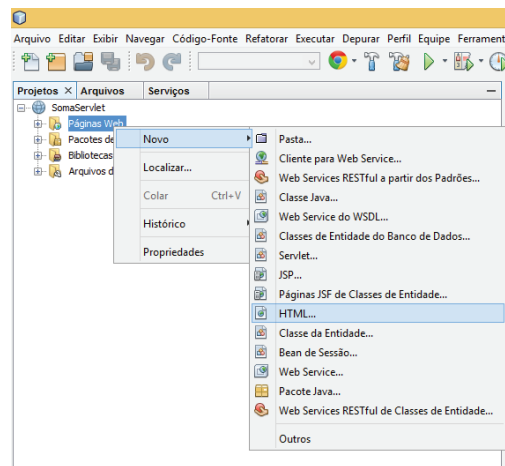 Arquivo Editar Exibir Navegar Código-Fonte Refatorar Executar Depurar Perfil Equipe Ferrament
Projetos × Arquivos Serviços
SomaServlet
Páginas Web
Pacotes de
Bibliotecas
Arquivos d
Novo
Localizar...
Colar Ctrl+V
Histórico
Propriedades
Pasta...
Cliente para Web Service...
Web Services RESTful a partir dos Padrões...
Classe Java...
Web Service do WSDL...
Classes de Entidade do Banco de Dados...
Servlet...
JSP...
Páginas JSF de Classes de Entidade...
HTML...
Classe da Entidade...
Bean de Sessão...
Web Service...
Pacote Java...
Web Services RESTful de Classes de Entidade...
Outros